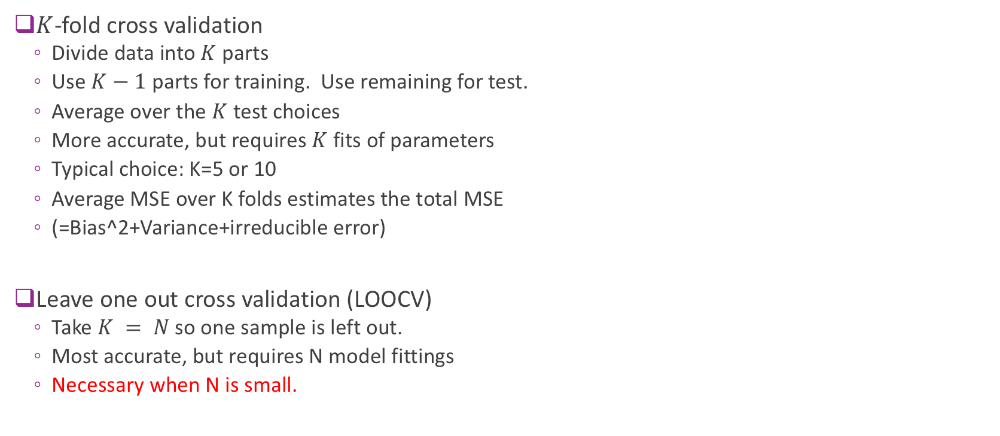 ❑K-fold cross validation
◦ Divide data into K parts
◦ Use K − 1 parts for training.  Use remaining for test.
◦ Average over the K test choices
◦ More accurate, but requires K fits of parameters
◦ Typical choice: K=5 or 10
◦ Average MSE over K folds estimates the total MSE
◦ (=Bias^2+Variance+irreducible error)
❑Leave one out cross validation (LOOCV)
◦ Take K = N so one sample is left out.
◦ Most accurate, but requires N model fittings
◦ Necessary when N is small.